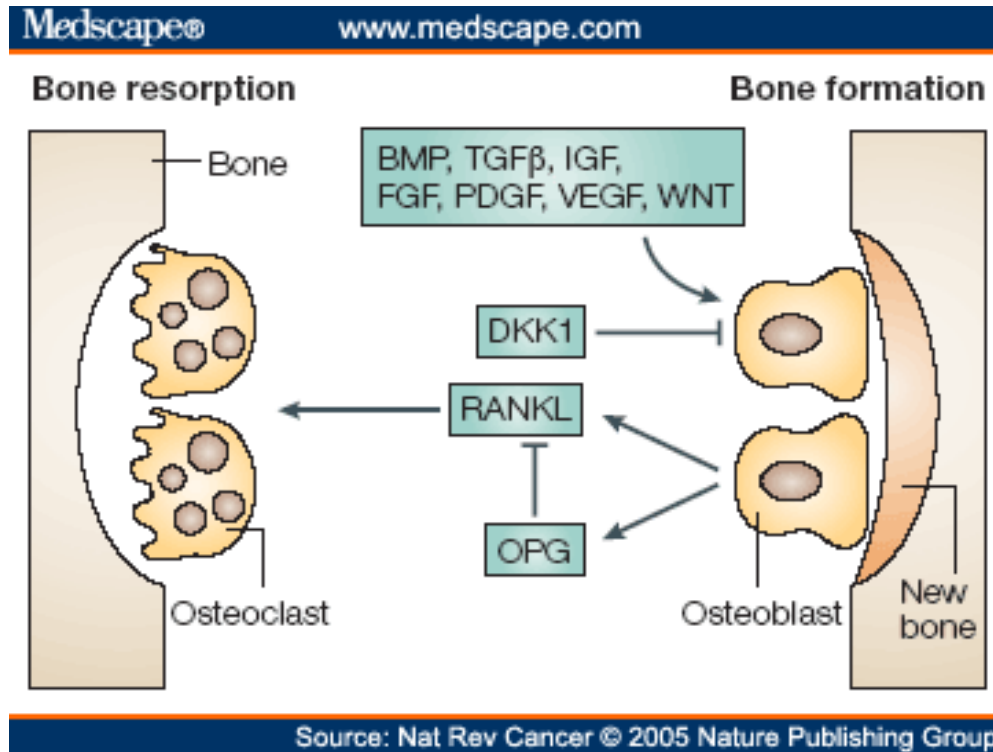 Medscape® www.medscape.com
Bone resorption
Bone formation
Bone
BMP, TGFβ, IGF,
FGF, PDGF, VEGF, WNT
DKK1
RANKL
OPG
Osteoclast
Osteoblast
New
bone
Source: Nat Rev Cancer © 2005 Nature Publishing Group